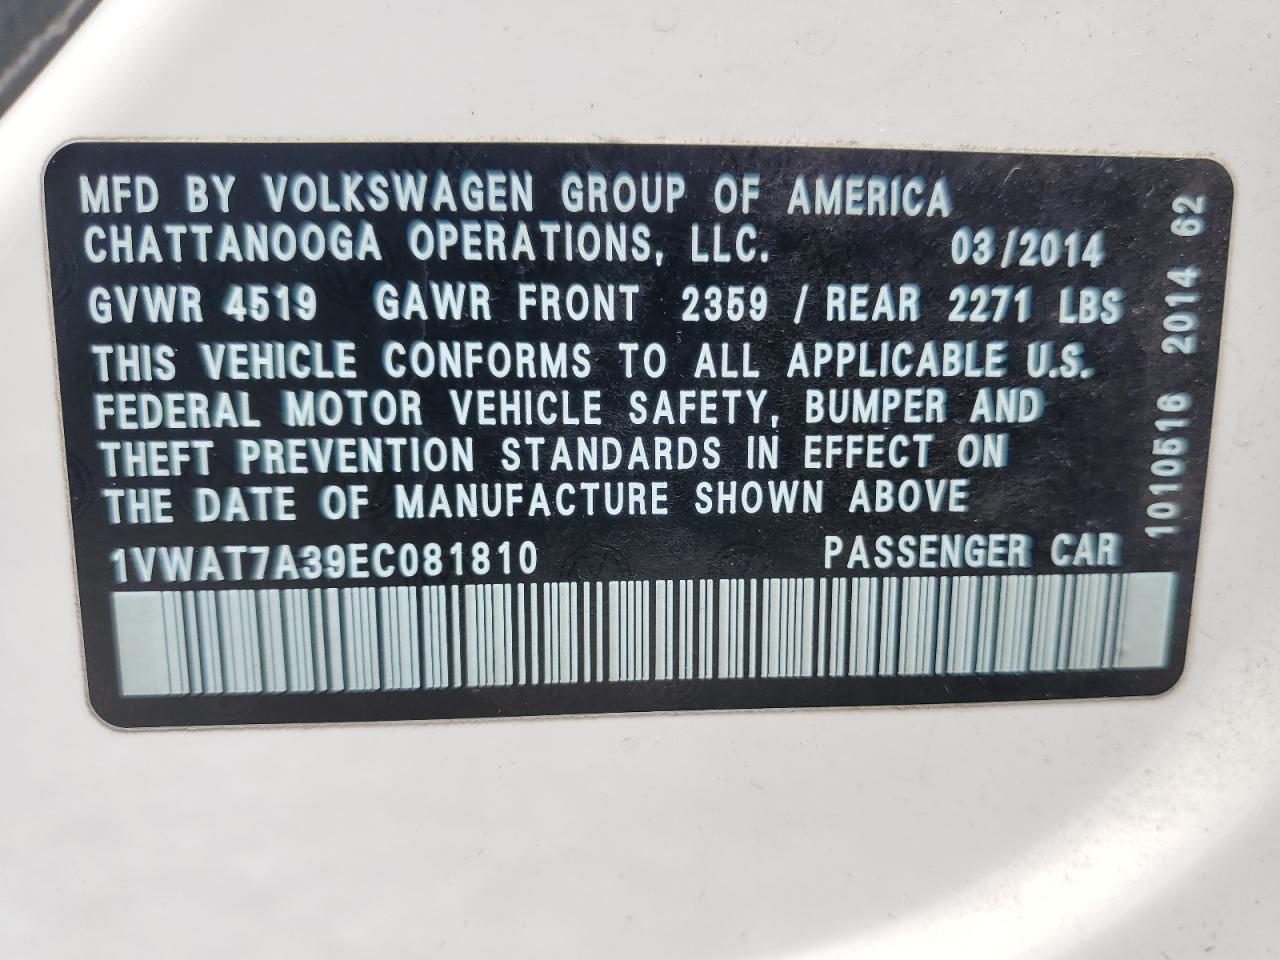 MFD BY VOLKSWAGEN GROUP OF AMERICA
CHATTANOOGA OPERATIONS, LLC. 03/2014
GVWR 4519 GAWR FRONT 2359 / REAR 2271 LBS
THIS VEHICLE CONFORMS TO ALL APPLICABLE U.S.
FEDERAL MOTOR VEHICLE SAFETY, BUMPER AND
THEFT PREVENTION STANDARDS IN EFFECT ON
THE DATE OF MANUFACTURE SHOWN ABOVE
1VWAT7A39EC081810 PASSENGER CAR
1010516 2014 62